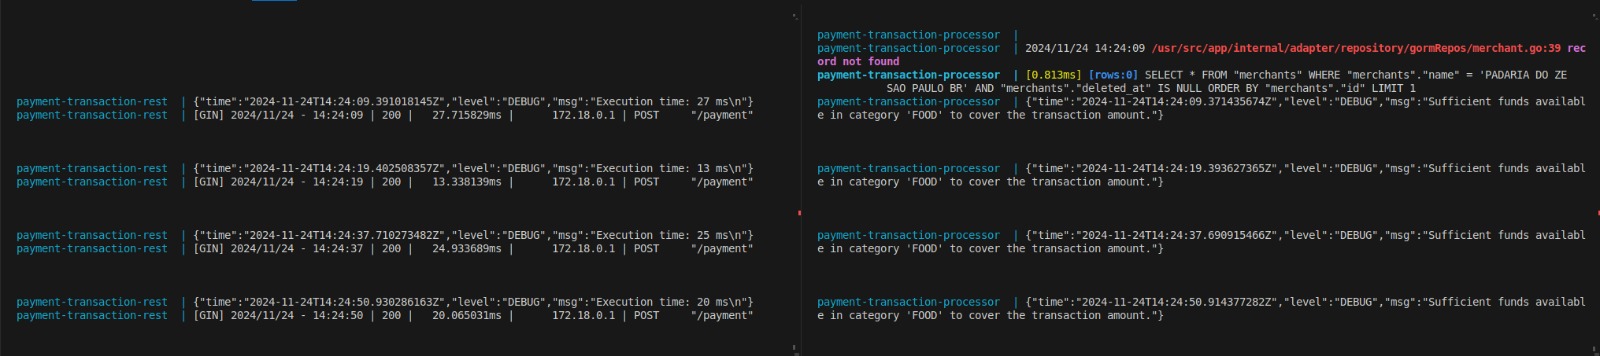 payment-transaction-rest  | {"time":"2024-11-24T14:24:09.391018145Z","level":"DEBUG","msg":"Execution time: 27 ms\n"}
payment-transaction-rest  | [GIN] 2024/11/24 - 14:24:09 | 200 |   27.715829ms |      172.18.0.1 | POST     "/payment"
payment-transaction-rest  | {"time":"2024-11-24T14:24:19.402508357Z","level":"DEBUG","msg":"Execution time: 13 ms\n"}
payment-transaction-rest  | [GIN] 2024/11/24 - 14:24:19 | 200 |   13.338139ms |      172.18.0.1 | POST     "/payment"
payment-transaction-rest  | {"time":"2024-11-24T14:24:37.710273482Z","level":"DEBUG","msg":"Execution time: 25 ms\n"}
payment-transaction-rest  | [GIN] 2024/11/24 - 14:24:37 | 200 |   24.933689ms |      172.18.0.1 | POST     "/payment"
payment-transaction-rest  | {"time":"2024-11-24T14:24:50.930286163Z","level":"DEBUG","msg":"Execution time: 20 ms\n"}
payment-transaction-rest  | [GIN] 2024/11/24 - 14:24:50 | 200 |   20.065031ms |      172.18.0.1 | POST     "/payment"
payment-transaction-processor  |
payment-transaction-processor  | 2024/11/24 14:24:09 /usr/src/app/internal/adapter/repository/gormRepos/merchant.go:39 rec
ord not found
payment-transaction-processor  | [0.813ms] [rows:0] SELECT * FROM "merchants" WHERE "merchants"."name" = 'PADARIA DO ZE
           SAO PAULO BR' AND "merchants"."deleted_at" IS NULL ORDER BY "merchants"."id" LIMIT 1
payment-transaction-processor  | {"time":"2024-11-24T14:24:09.371435674Z","level":"DEBUG","msg":"Sufficient funds availabl
e in category 'FOOD' to cover the transaction amount."}
payment-transaction-processor  | {"time":"2024-11-24T14:24:19.393627365Z","level":"DEBUG","msg":"Sufficient funds availabl
e in category 'FOOD' to cover the transaction amount."}
payment-transaction-processor  | {"time":"2024-11-24T14:24:37.690915466Z","level":"DEBUG","msg":"Sufficient funds availabl
e in category 'FOOD' to cover the transaction amount."}
payment-transaction-processor  | {"time":"2024-11-24T14:24:50.914377282Z","level":"DEBUG","msg":"Sufficient funds availabl
e in category 'FOOD' to cover the transaction amount."}